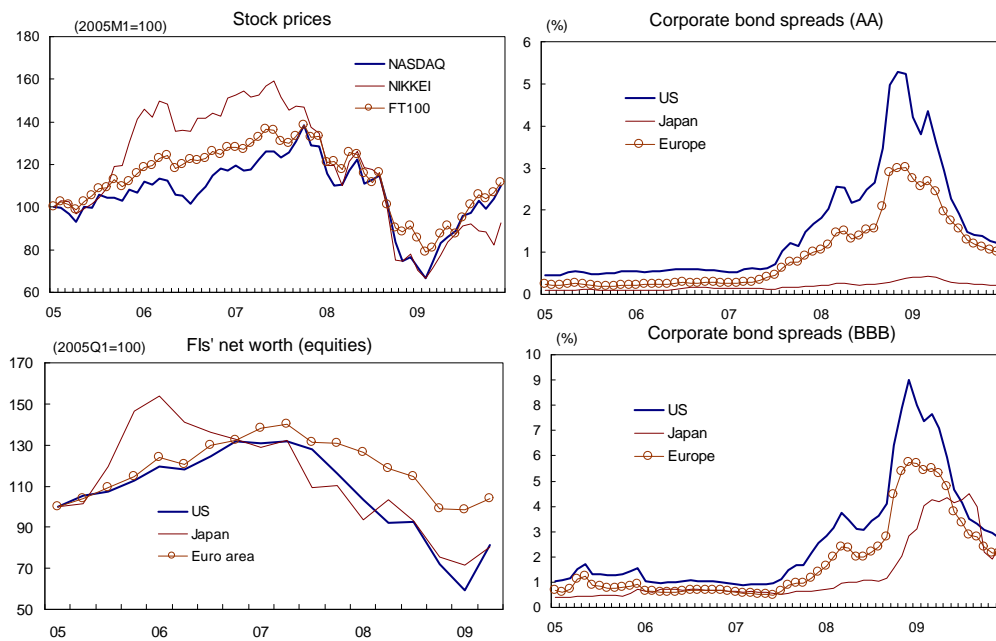 Stock prices
(2005M1=100)
180
160
140
120
100
80
60
NASDAQ
NIKKEI
FT100
05 06 07 08 09
Corporate bond spreads (AA)
(%)
6
5
4
3
2
1
0
US
Japan
Europe
05 06 07 08 09
FIs' net worth (equities)
(2005Q1=100)
170
150
130
110
90
70
50
US
Japan
Euro area
05 06 07 08 09
Corporate bond spreads (BBB)
(%)
10
9
8
7
6
5
4
3
2
1
0
US
Japan
Europe
05 06 07 08 09